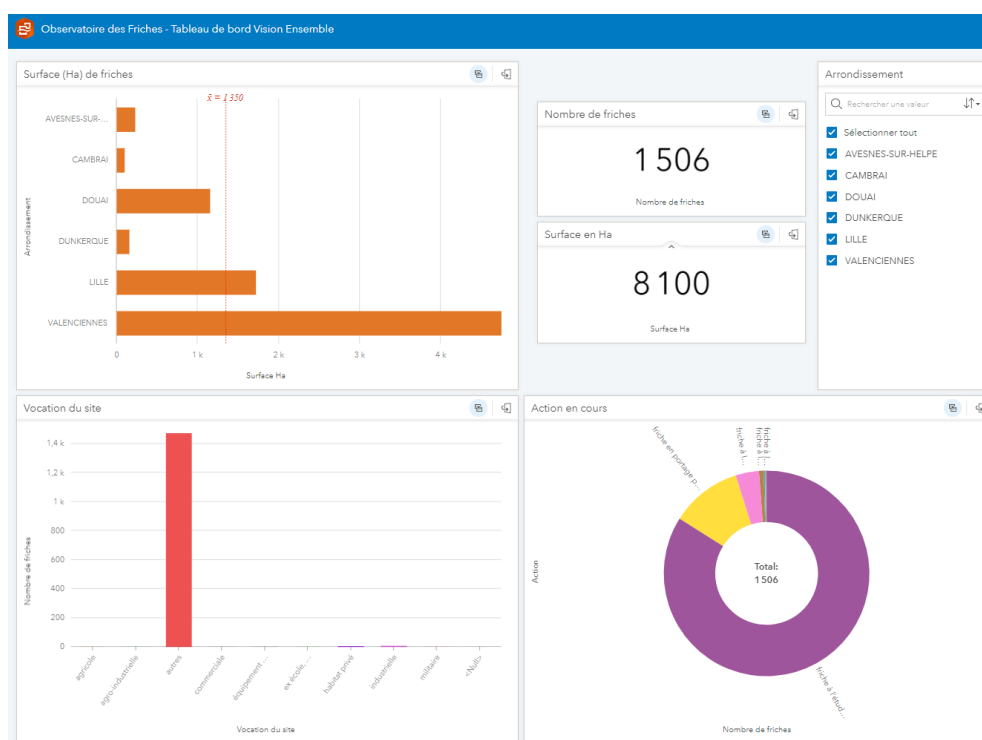 Observatoire des Friches - Tableau de bord Vision Ensemble
Surface (Ha) de friches
x̄ = 1 350
AVESNES-SUR-...
CAMBRAI
DOUAI
DUNKERQUE
LILLE
VALENCIENNES
Arrondissement
0
1 k
2 k
3 k
4 k
Surface Ha
Nombre de friches
1 506
Nombre de friches
Surface en Ha
8 100
Surface Ha
Arrondissement
Rechercher une valeur
Sélectionner tout
AVESNES-SUR-HELPE
CAMBRAI
DOUAI
DUNKERQUE
LILLE
VALENCIENNES
Vocation du site
1,4 k
1,2 k
1 k
800
600
400
200
0
Nombre de friches
agricole
agro-industrielle
autres
commerciale
équipement ...
ex école, ...
habitat privé
industrielle
militaire
<Null>
Vocation du site
Action en cours
friche en portage p...
friche à l...
friche à l...
friche à l...
Total:
1 506
Action
friche à l'étud...
Nombre de friches